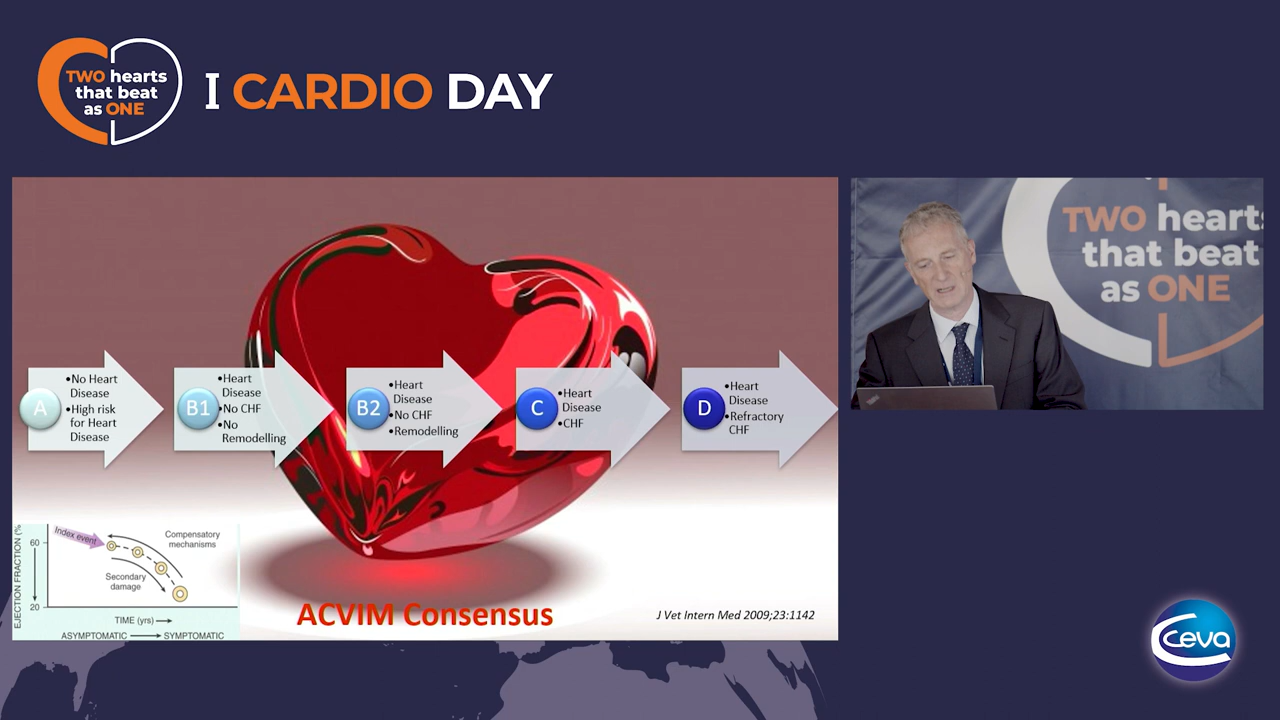 TWO hearts
that beat
as ONE
I CARDIO DAY
TWO hearts
that beat
as ONE
A
•No Heart
Disease
•High risk
for Heart
Disease
B1
•Heart
Disease
•No CHF
•No
Remodelling
B2
•Heart
Disease
•No CHF
•Remodelling
C
•Heart
Disease
•CHF
D
•Heart
Disease
•Refractory
CHF
EJECTION FRACTION (%
60
20
Index event
Compensatory
mechanisms
Secondary
damage
TIME (yrs)
ASYMPTOMATIC
SYMPTOMATIC
ACVIM Consensus
J Vet Intern Med 2009;23:1142
Ceva